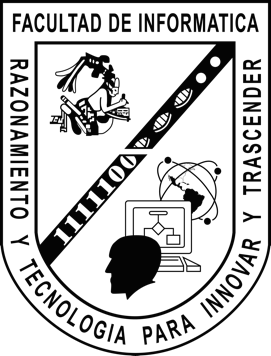 FACULTAD DE INFORMATICA
RAZONAMIENTO Y TECNOLOGIA PARA INNOVAR Y TRASCENDER
1111100